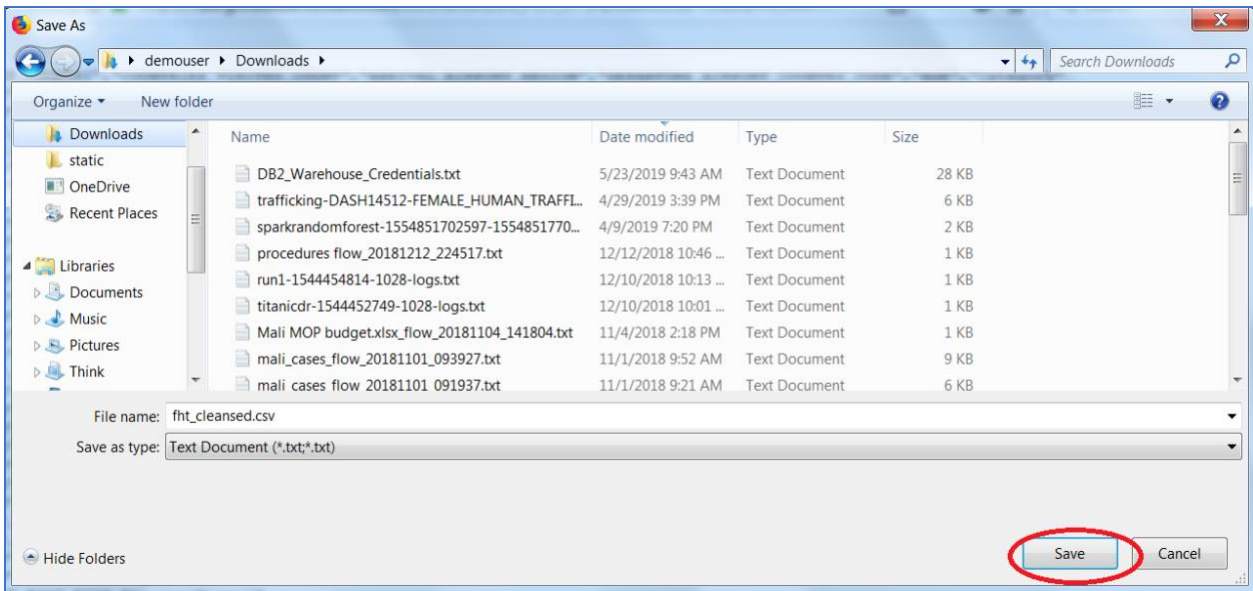 Save As
demouser Downloads
Search Downloads
Organize New folder
Downloads
static
OneDrive
Recent Places
Libraries
Documents
Music
Pictures
Think
Name Date modified Type Size
DB2_Warehouse_Credentials.txt 5/23/2019 9:43 AM Text Document 28 KB
trafficking-DASH14512-FEMALE_HUMAN_TRAFFI... 4/29/2019 3:39 PM Text Document 6 KB
sparkrandomforest-1554851702597-1554851770... 4/9/2019 7:20 PM Text Document 2 KB
procedures flow_20181212_224517.txt 12/12/2018 10:46 ... Text Document 1 KB
run1-1544454814-1028-logs.txt 12/10/2018 10:13 ... Text Document 1 KB
titanicdr-1544452749-1028-logs.txt 12/10/2018 10:01 ... Text Document 1 KB
Mali MOP budget.xlsx_flow_20181104_141804.txt 11/4/2018 2:18 PM Text Document 1 KB
mali_cases_flow_20181101_093927.txt 11/1/2018 9:52 AM Text Document 9 KB
mali_cases_flow_20181101_091937.txt 11/1/2018 9:21 AM Text Document 6 KB
File name: fht_cleansed.csv
Save as type: Text Document (*.txt;*.txt)
Hide Folders
Save
Cancel